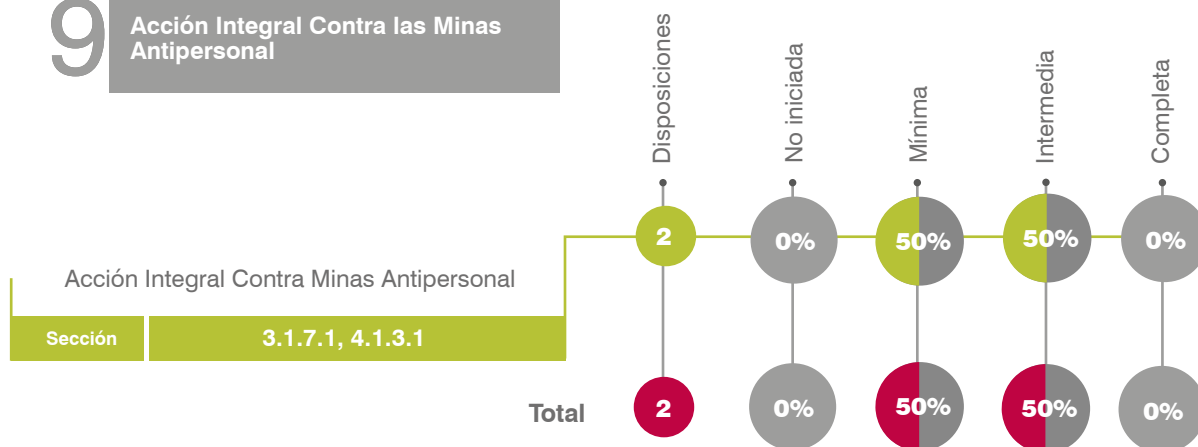 9
Acción Integral Contra las Minas
Antipersonal
Disposiciones
No iniciada
Mínima
Intermedia
Completa
2
0%
50%
50%
0%
Acción Integral Contra Minas Antipersonal
Sección
3.1.7.1, 4.1.3.1
Total
2
0%
50%
50%
0%